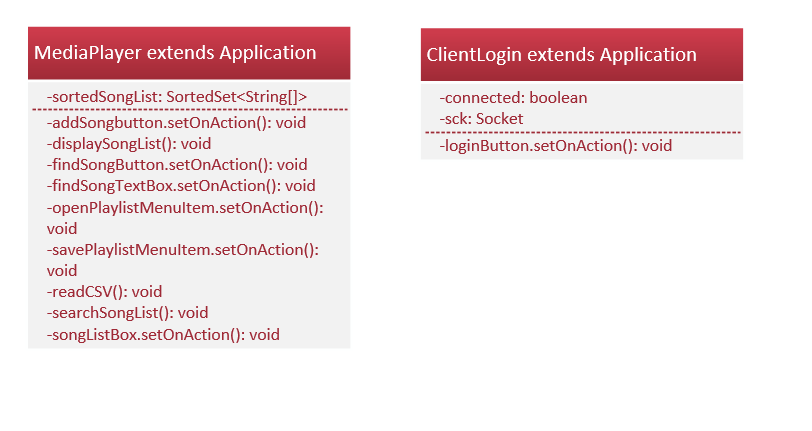 MediaPlayer extends Application
-sortedSongList: SortedSet<String[]>
-addSongbutton.setOnAction(): void
-displaySongList(): void
-findSongButton.setOnAction(): void
-findSongTextBox.setOnAction(): void
-openPlaylistMenuItem.setOnAction():
void
-savePlaylistMenuItem.setOnAction():
void
-readCSV(): void
-searchSongList(): void
-songListBox.setOnAction(): void
ClientLogin extends Application
-connected: boolean
-sck: Socket
-loginButton.setOnAction(): void